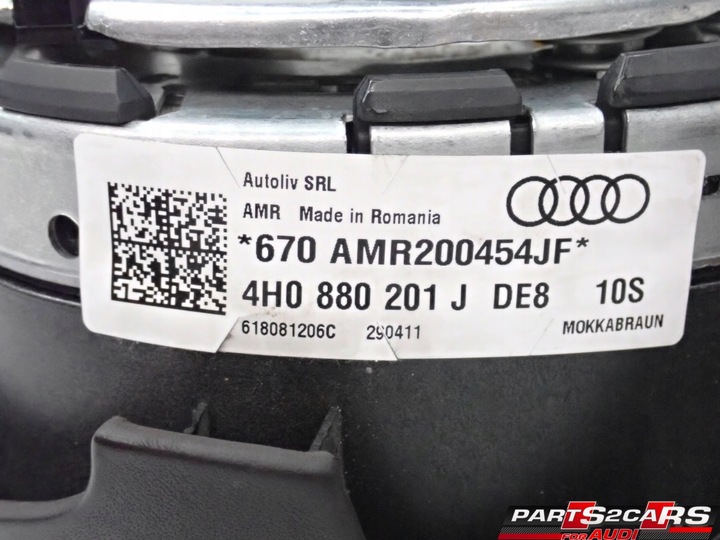 Autoliv SRL
AMR Made in Romania
*670 AMR200454JF*
4H0 880 201 J DE8 10S
618081206C 290411 MOKKABRAUN
PARTS2CARS
FOR AUDI